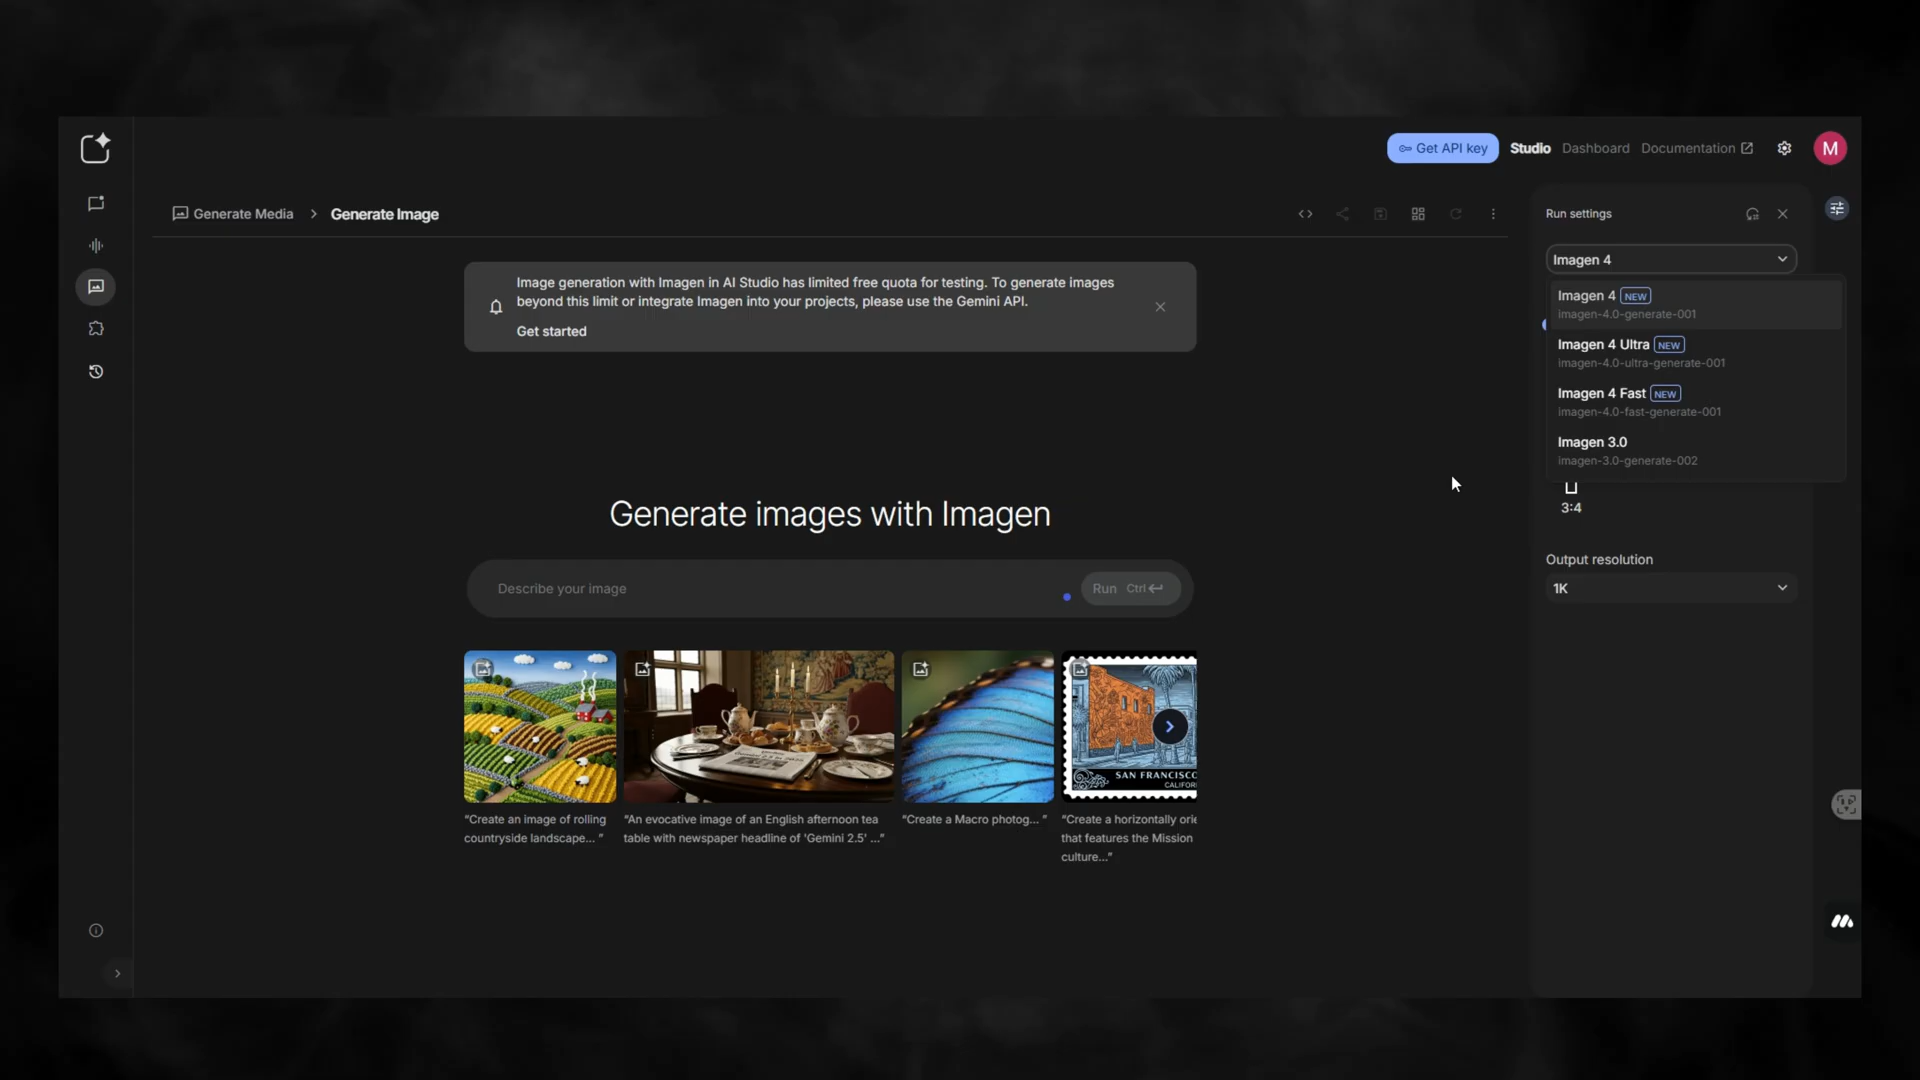 Get API key
Studio
Dashboard
Documentation
M
Generate Media
Generate Image
Run settings
Image generation with Imagen in AI Studio has limited free quota for testing. To generate images
beyond this limit or integrate Imagen into your projects, please use the Gemini API.
Get started
Imagen 4
Imagen 4 NEW
imagen-4.0-generate-001
Imagen 4 Ultra NEW
imagen-4.0-ultra-generate-001
Imagen 4 Fast NEW
imagen-4.0-fast-generate-001
Imagen 3.0
imagen-3.0-generate-002
3:4
Output resolution
1K
Generate images with Imagen
Describe your image
Run Ctrl
SAN FRANCISCO
CALIFOR
“Create an image of rolling
countryside landscape... ”
“An evocative image of an English afternoon tea
table with newspaper headline of 'Gemini 2.5' ...”
“Create a Macro photog... ”
“Create a horizontally orie
that features the Mission
culture...”